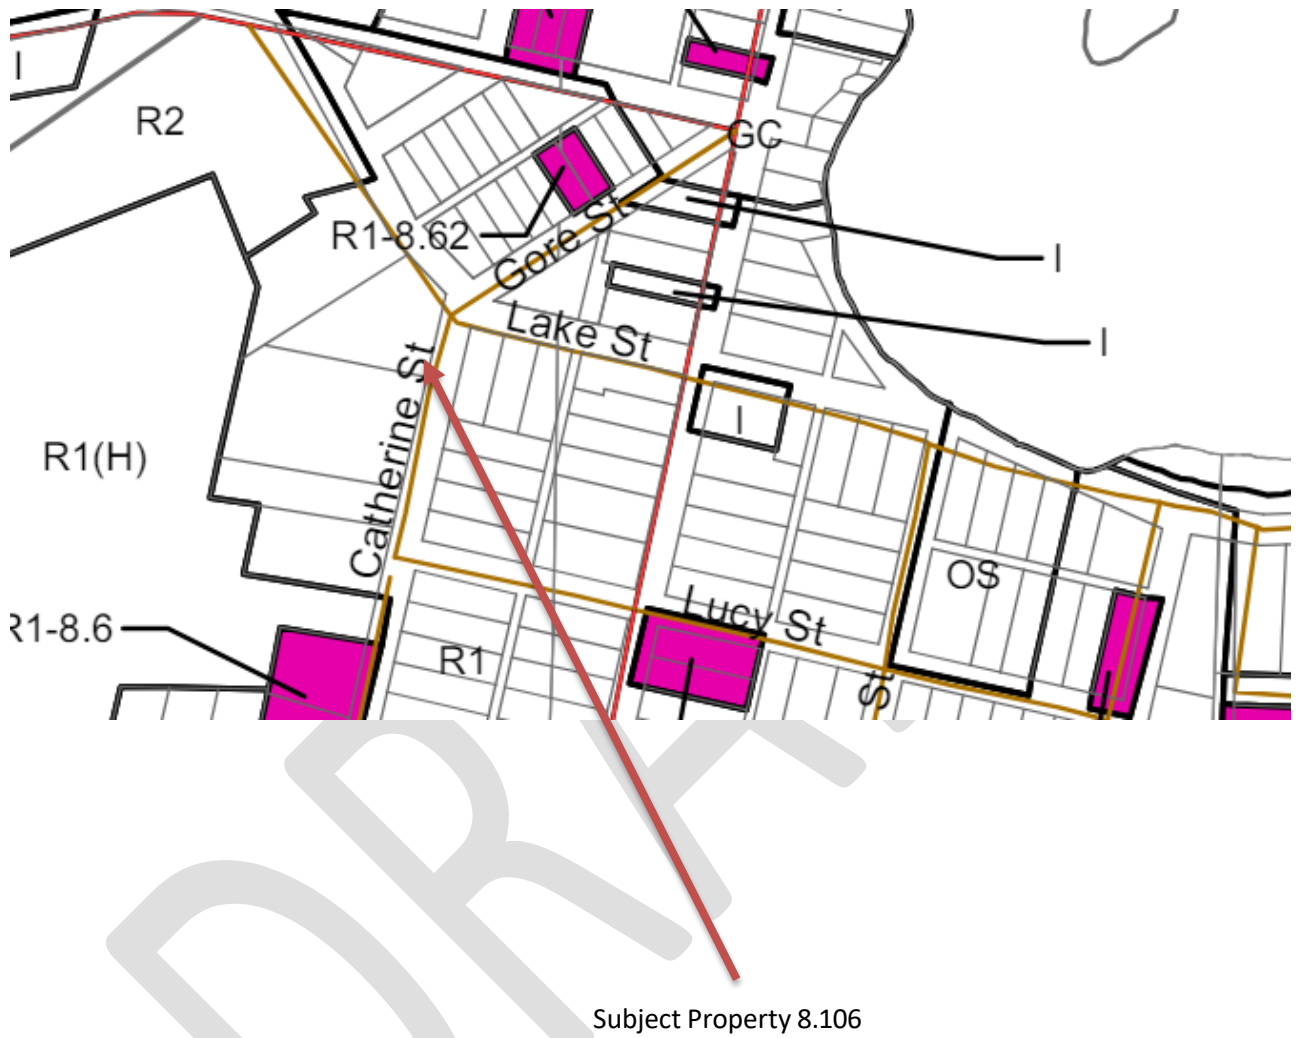 I
R2
GC
R1-8.62
Gore St
I
Lake St
I
Catherine St
I
R1(H)
OS
R1-8.6
Lucy St
R1
St
DRA
Subject Property 8.106